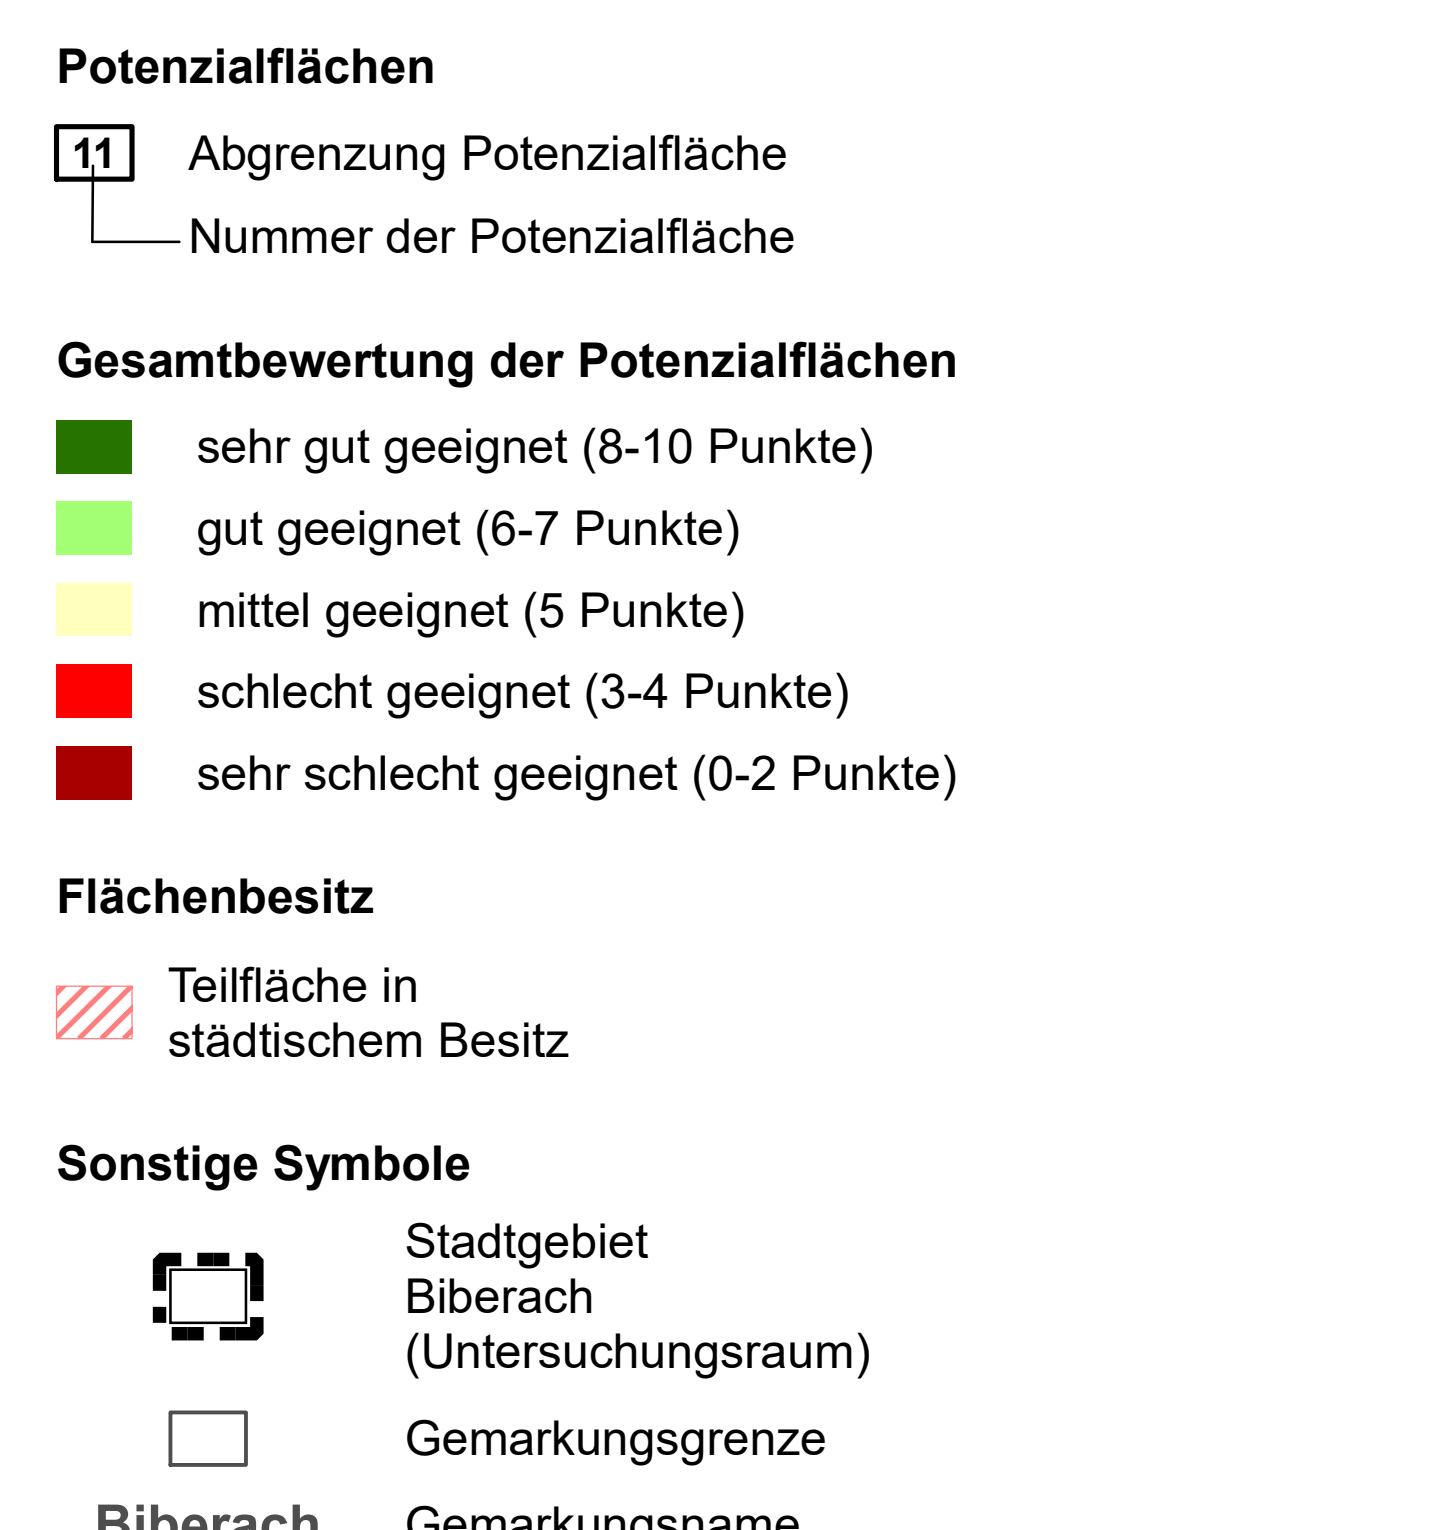 Potenzialflächen
11 Abgrenzung Potenzialfläche
Nummer der Potenzialfläche
Gesamtbewertung der Potenzialflächen
sehr gut geeignet (8-10 Punkte)
gut geeignet (6-7 Punkte)
mittel geeignet (5 Punkte)
schlecht geeignet (3-4 Punkte)
sehr schlecht geeignet (0-2 Punkte)
Flächenbesitz
Teilfläche in
städtischem Besitz
Sonstige Symbole
Stadtgebiet
Biberach
(Untersuchungsraum)
Gemarkungsgrenze
Biberach Gemarkungsname